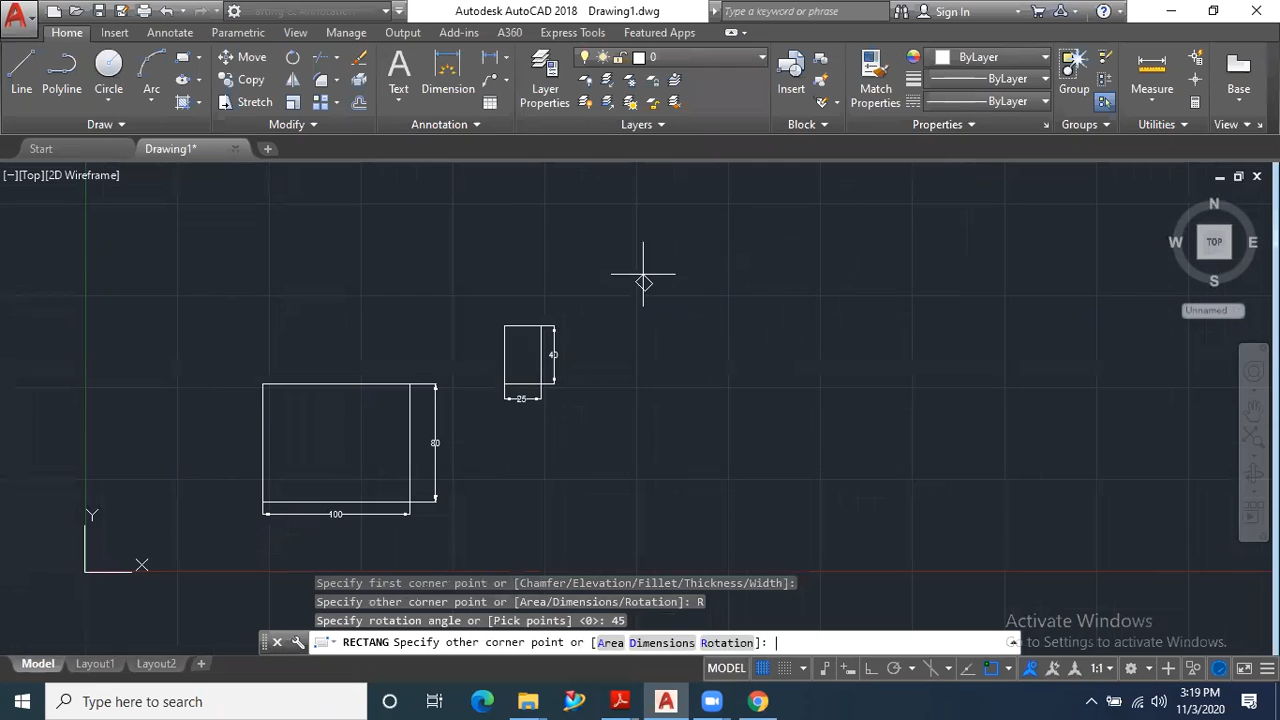 Drafting & Annotation
Autodesk AutoCAD 2018 Drawing1.dwg
Type a keyword or phrase
Sign In
Home Insert Annotate Parametric View Manage Output Add-ins A360 Express Tools Featured Apps
Line Polyline Circle Arc
Move
Copy
Stretch
Text Dimension
Layer Properties
0
Insert
Match Properties
ByLayer
ByLayer
ByLayer
Group
Measure
Base
Draw Modify Annotation Layers Block Properties Groups Utilities View
Start Drawing1*
[−][Top][2D Wireframe]
N
W TOP E
S
Unnamed
40
25
80
100
Y
X
Specify first corner point or [Chamfer/Elevation/Fillet/Thickness/Width]:
Specify other corner point or [Area/Dimensions/Rotation]: R
Specify rotation angle or [Pick points] <0>: 45
RECTANG Specify other corner point or [Area Dimensions Rotation]:
Activate Windows
Go to Settings to activate Windows.
Model Layout1 Layout2 +
MODEL
1:1
Type here to search
3:19 PM
11/3/2020